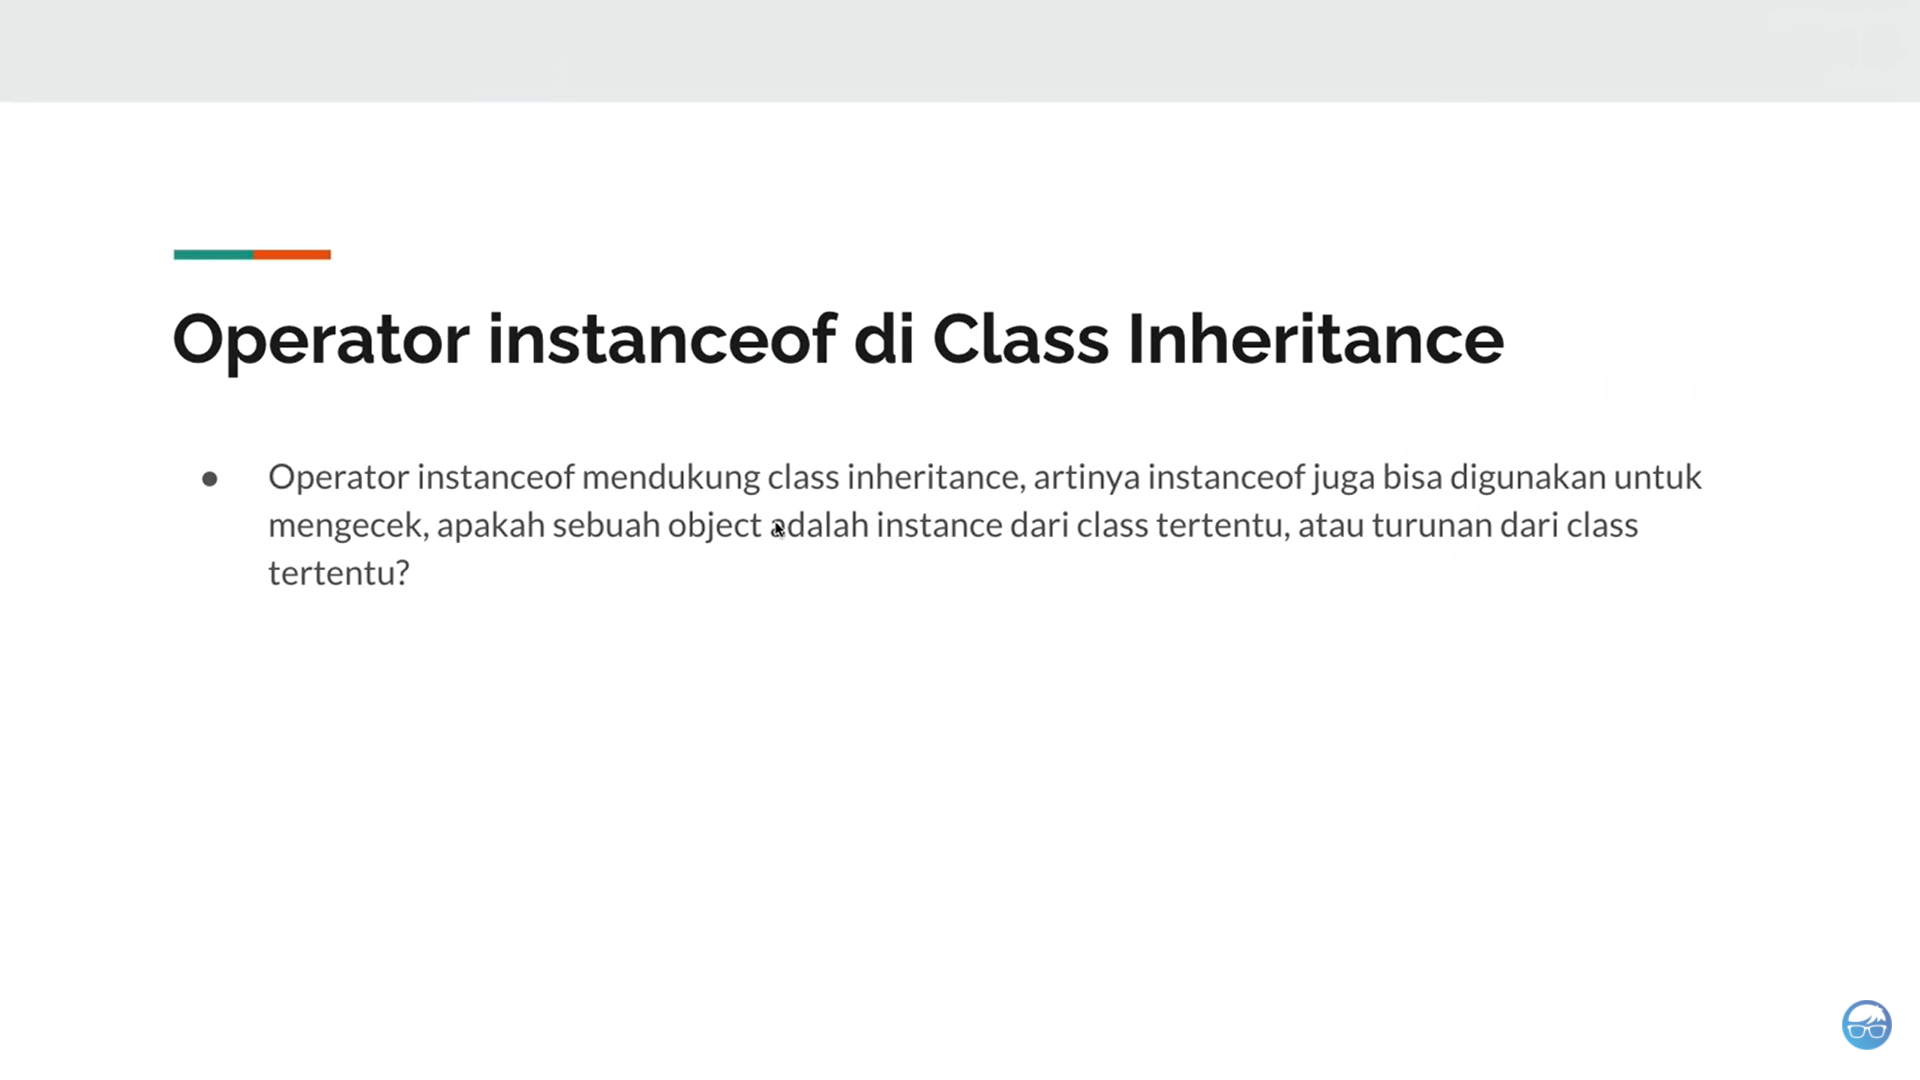 Operator instanceof di Class Inheritance
● Operator instanceof mendukung class inheritance, artinya instanceof juga bisa digunakan untuk
mengecek, apakah sebuah object adalah instance dari class tertentu, atau turunan dari class
tertentu?